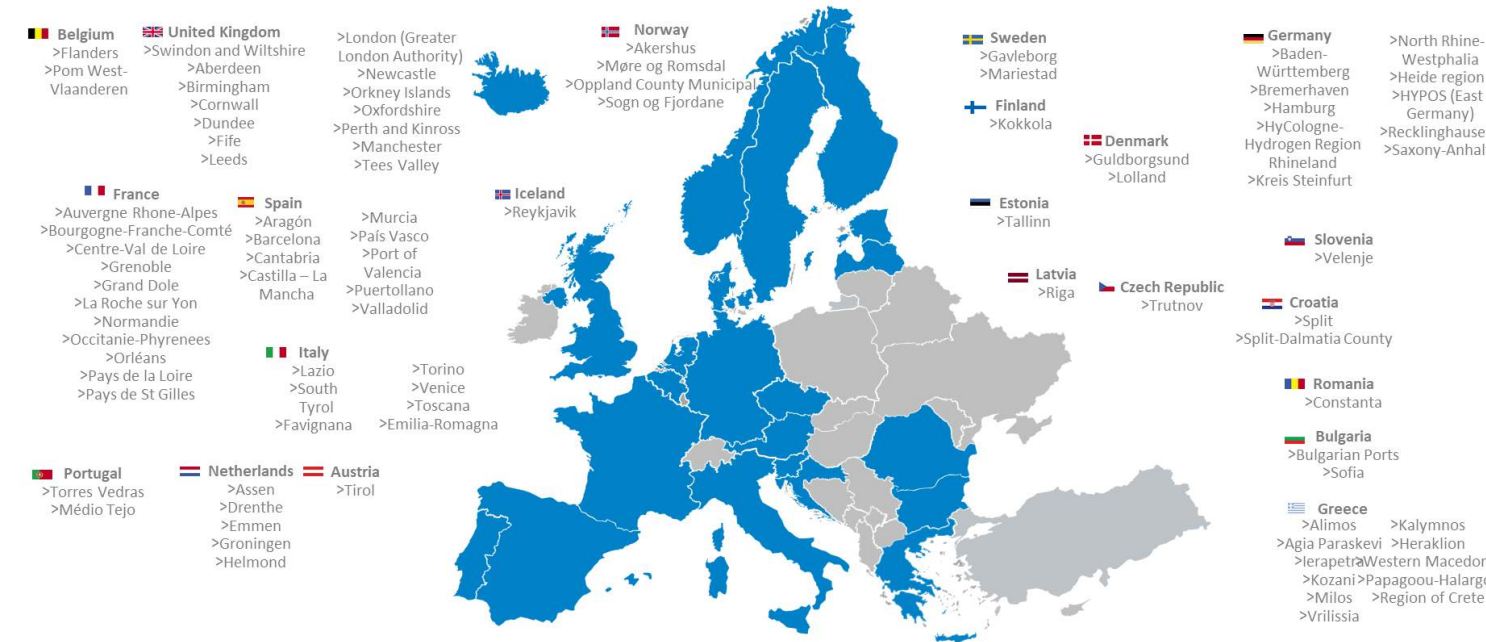 Belgium
>Flanders
>Pom West-
Vlaanderen
United Kingdom
>Swindon and Wiltshire
>Aberdeen
>Birmingham
>Cornwall
>Dundee
>Fife
>Leeds
>London (Greater
London Authority)
>Newcastle
>Orkney Islands
>Oxfordshire
>Perth and Kinross
>Manchester
>Tees Valley
Norway
>Akershus
>Møre og Romsdal
>Oppland County Municipal
>Sogn og Fjordane
Sweden
>Gavleborg
>Mariestad
Finland
>Kokkola
Denmark
>Guldborgsund
>Lolland
Germany
>Baden-
Württemberg
>Bremerhaven
>Hamburg
>HyCologne-
Hydrogen Region
Rhineland
>Kreis Steinfurt
>North Rhine-
Westphalia
>Heide region
>HYPOS (East
Germany)
>Recklinghause
>Saxony-Anhal
France
>Auvergne Rhone-Alpes
>Bourgogne-Franche-Comté
>Centre-Val de Loire
>Grenoble
>Grand Dole
>La Roche sur Yon
>Normandie
>Occitanie-Phyrenees
>Orléans
>Pays de la Loire
>Pays de St Gilles
Spain
>Aragón
>Barcelona
>Cantabria
>Castilla – La
Mancha
>Murcia
>País Vasco
>Port of
Valencia
>Puertollano
>Valladolid
Iceland
>Reykjavik
Estonia
>Tallinn
Slovenia
>Velenje
Latvia
>Riga
Czech Republic
>Trutnov
Croatia
>Split
>Split-Dalmatia County
Italy
>Lazio
>South
Tyrol
>Favignana
>Torino
>Venice
>Toscana
>Emilia-Romagna
Romania
>Constanta
Bulgaria
>Bulgarian Ports
>Sofia
Portugal
>Torres Vedras
>Médio Tejo
Netherlands
>Assen
>Drenthe
>Emmen
>Groningen
>Helmond
Austria
>Tirol
Greece
>Alimos
>Agia Paraskevi
>Ierapetra
>Kozani
>Milos
>Vrilissia
>Kalymnos
>Heraklion
>Western Macedon
>Papagoou-Halarg
>Region of Crete